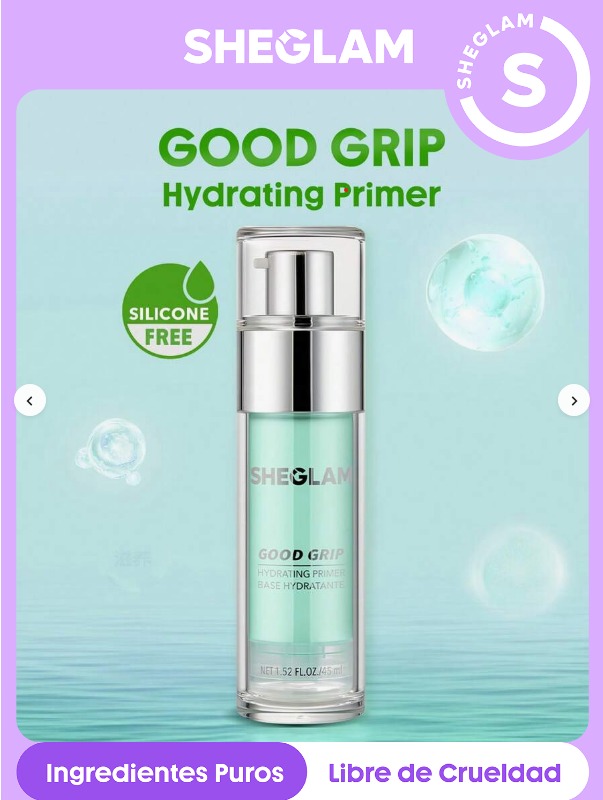 SHEGLAM
SHEGLAM
S
GOOD GRIP
Hydrating Primer
SILICONE
FREE
SHEGLAM
GOOD GRIP
HYDRATING PRIMER
BASE HYDRATANTE
NET 1.52 FL.OZ./45 ml
Ingredientes Puros
Libre de Crueldad